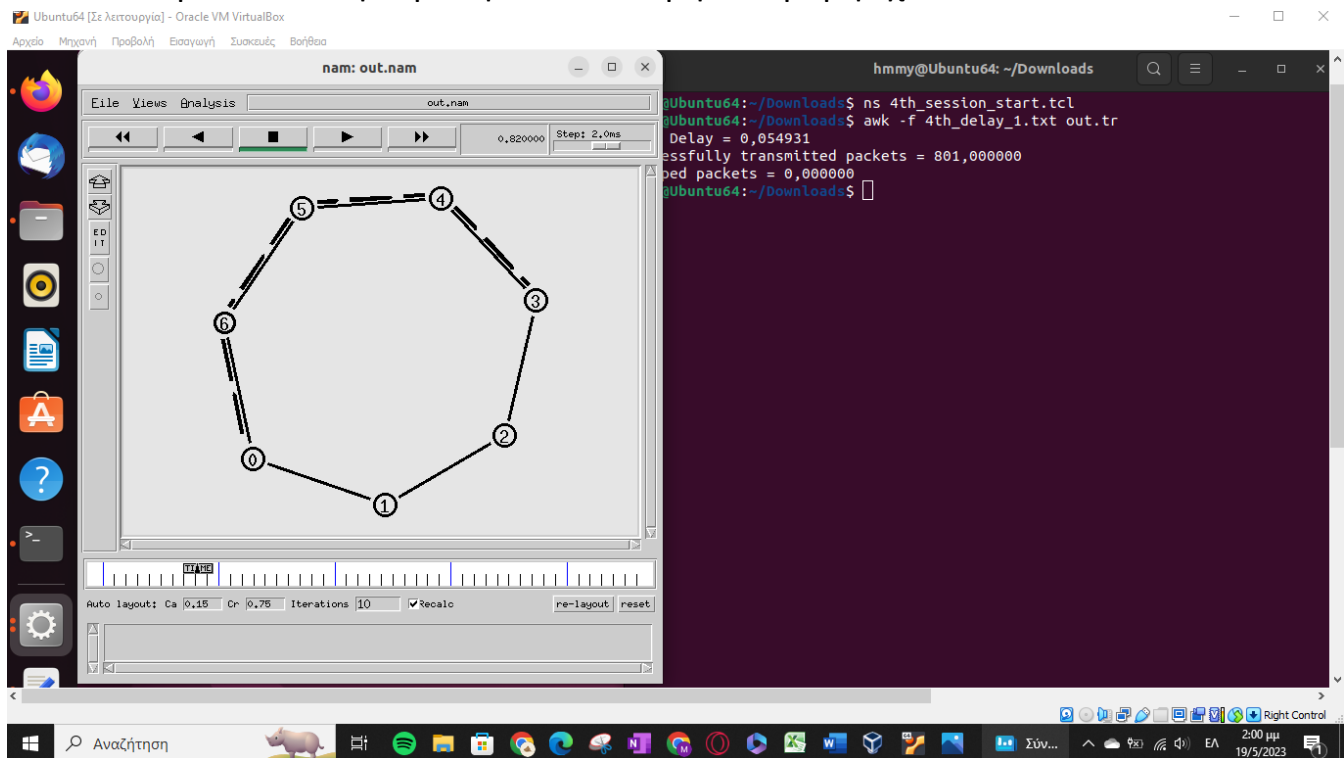 Ubuntu64 [Σε λειτουργία] - Oracle VM VirtualBox
Αρχείο Μηχανή Προβολή Εισαγωγή Συσκευές Βοήθεια
nam: out.nam
hmmy@Ubuntu64: ~/Downloads
File Views Analysis out.nam
0.820000 Step: 2.0ms
@Ubuntu64:~/Downloads$ ns 4th_session_start.tcl
@Ubuntu64:~/Downloads$ awk -f 4th_delay_1.txt out.tr
Delay = 0,054931
essfully transmitted packets = 801,000000
ped packets = 0,000000
@Ubuntu64:~/Downloads$
ED
IT
5
4
3
6
2
0
1
TIME
Auto layout: Ca 0.15 Cr 0.75 Iterations 10 Recalc re-layout reset
Right Control
Αναζήτηση
Σύν...
ΕΛ
2:00 μμ
19/5/2023